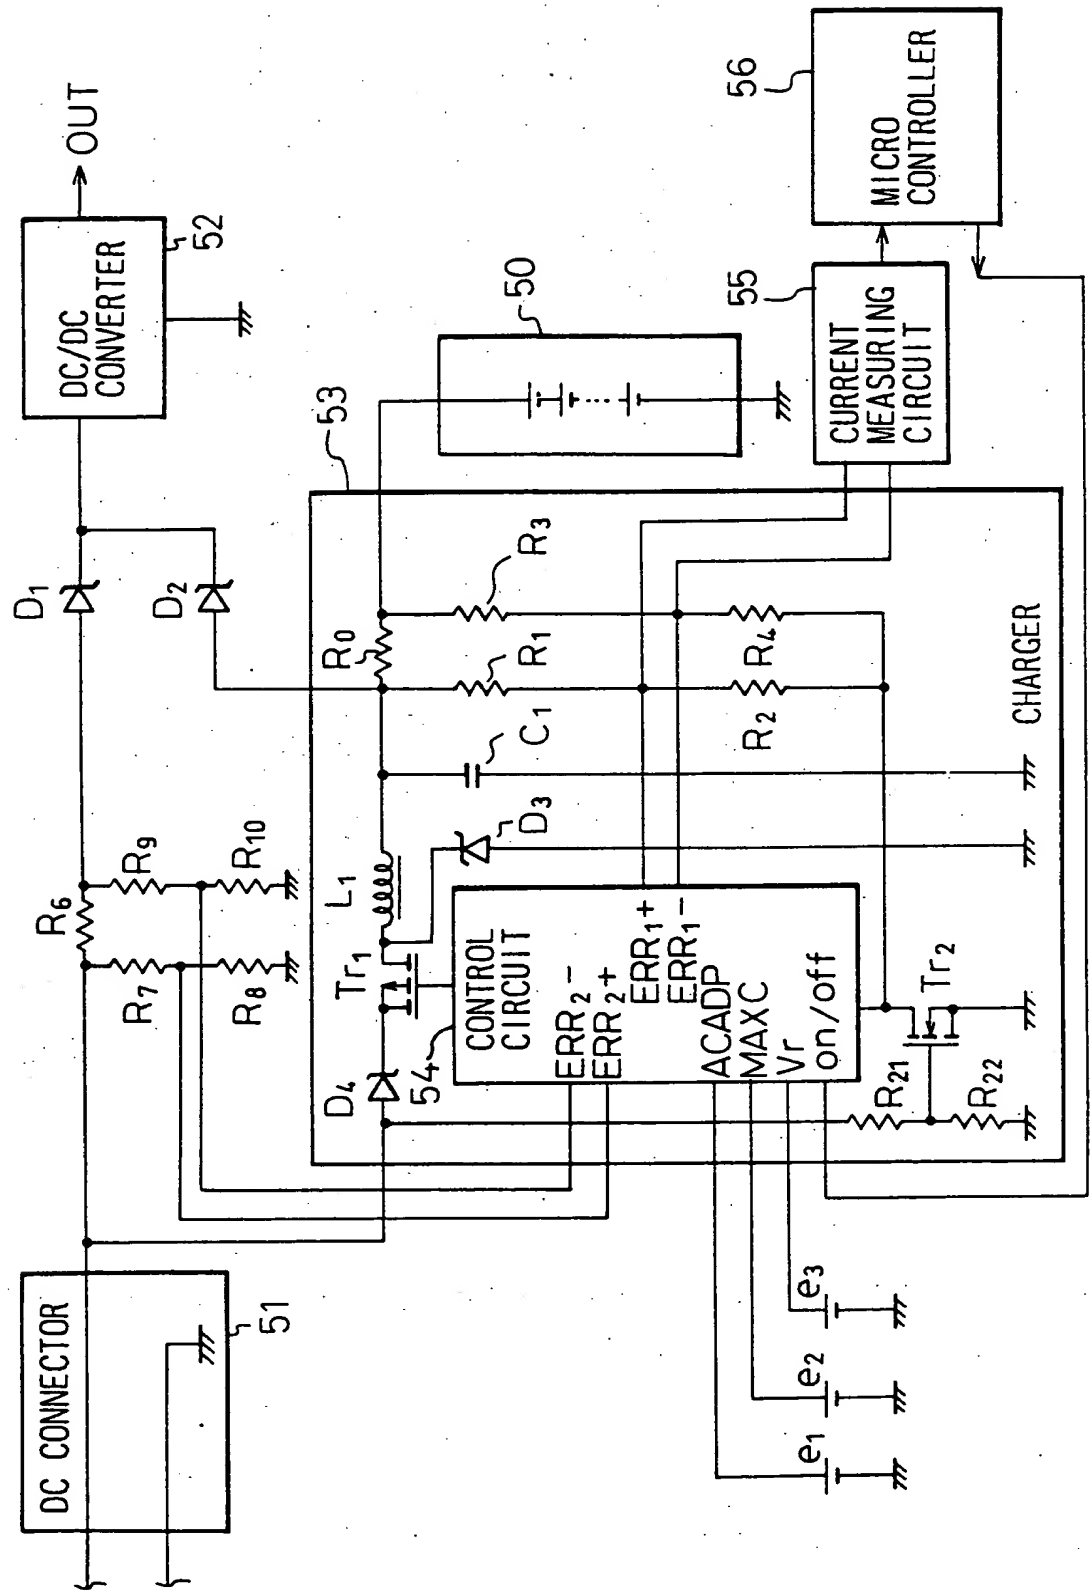 DC CONNECTOR
51
R6
R7
R8
R9
R10
D1
D2
DC/DC
CONVERTER
52
OUT
53
50
D4
Tr1
L1
R0
54
CONTROL
CIRCUIT
ERR2-
ERR2+
ERR1+
ERR1-
ACADP
MAXC
Vr
on/off
D3
C1
R1
R3
R2
R4
R21
R22
Tr2
CHARGER
55
CURRENT
MEASURING
CIRCUIT
56
MICRO
CONTROLLER
e1
e2
e3